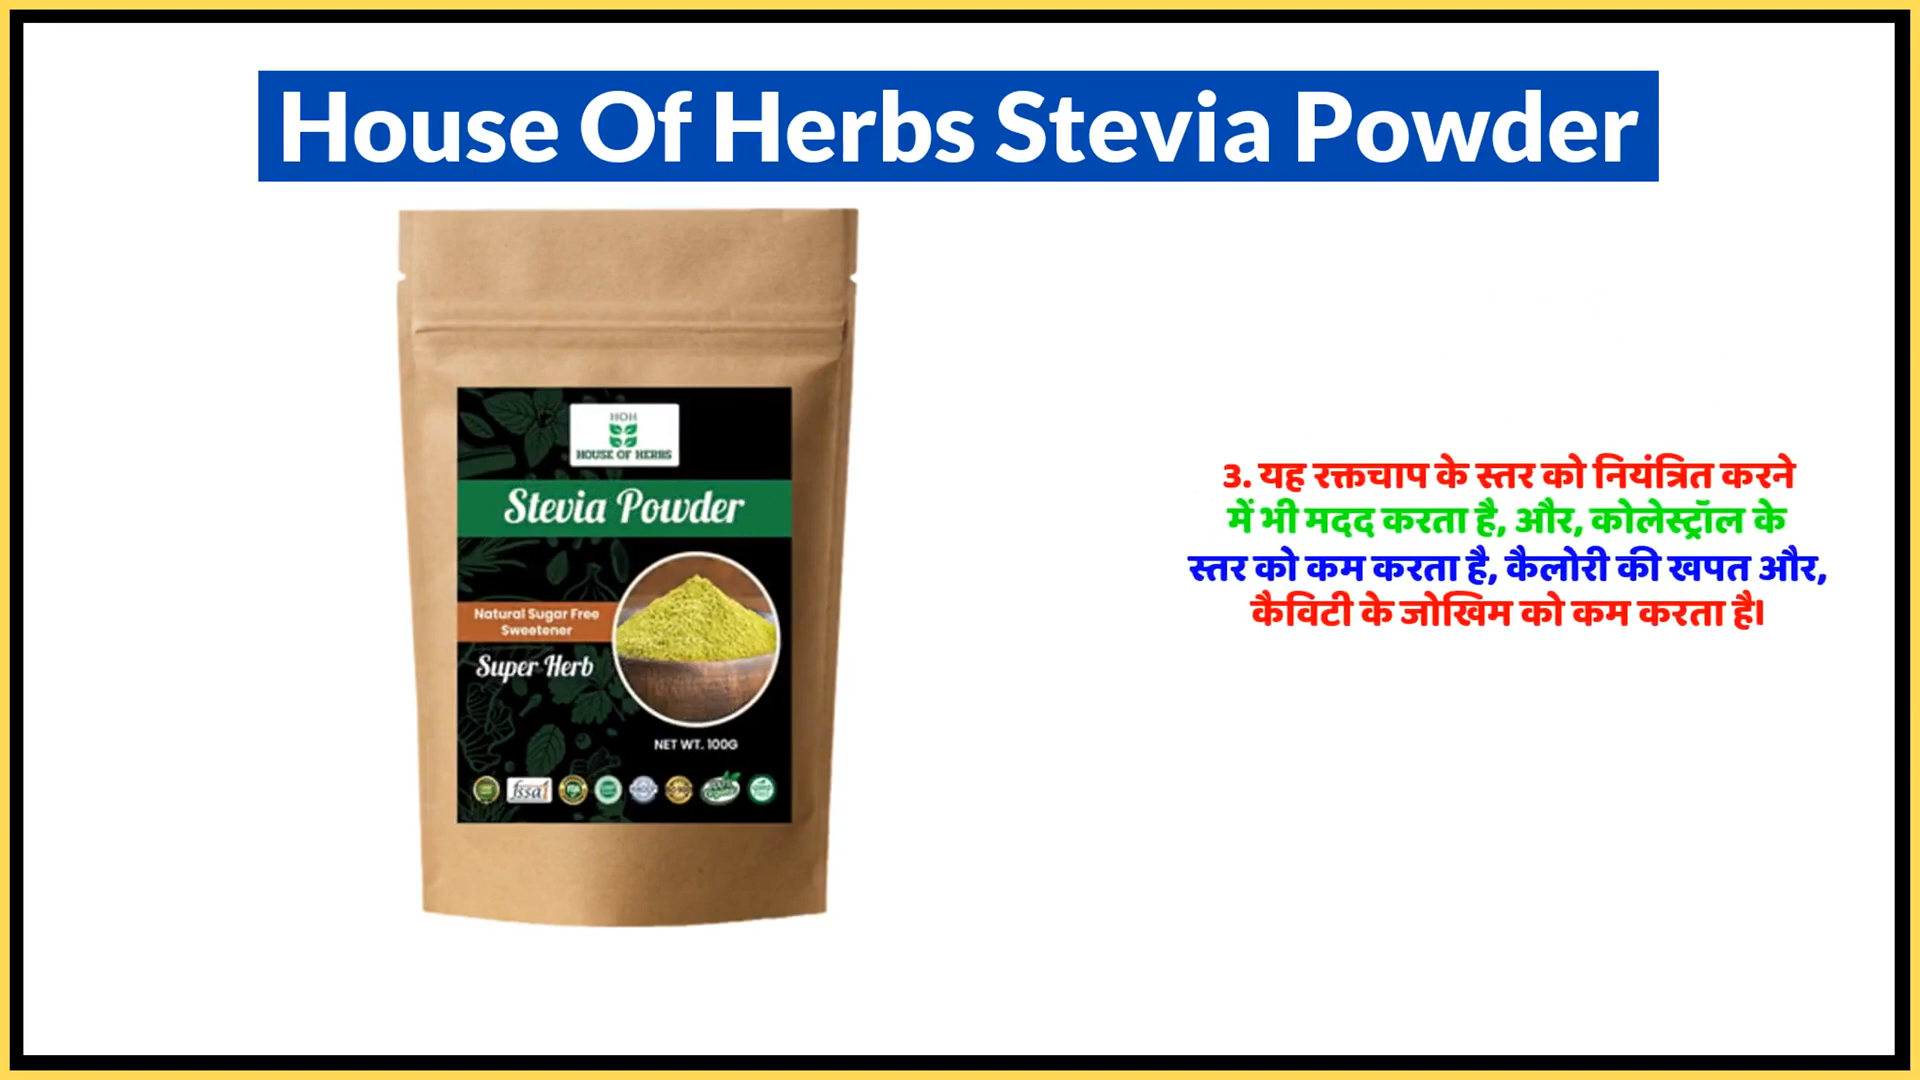 House Of Herbs Stevia Powder
HOH
HOUSE OF HERBS
Stevia Powder
Natural Sugar Free
Sweetener
Super Herb
NET WT. 100G
fssai
3. यह रक्तचाप के स्तर को नियंत्रित करने
में भी मदद करता है, और, कोलेस्ट्रॉल के
स्तर को कम करता है, कैलोरी की खपत और,
कैविटी के जोखिम को कम करता है।